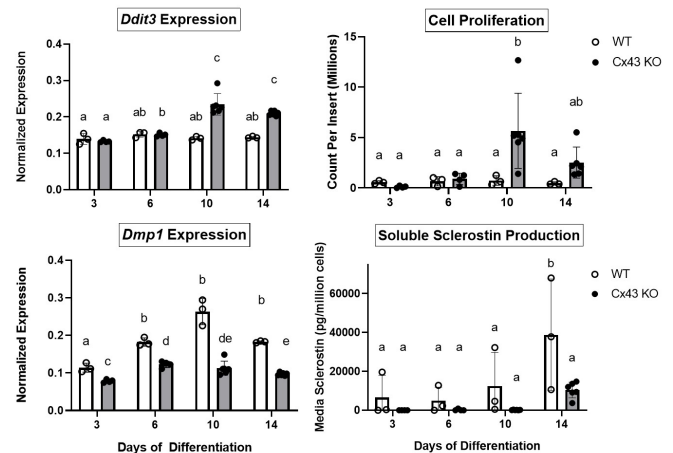 Ddit3 Expression
Normalized Expression
0.4
0.3
0.2
0.1
0.0
a a ab b ab c ab c
3 6 10 14
Cell Proliferation
Count Per Insert (Millions)
15
10
5
0
a a a a a b a ab
3 6 10 14
WT
Cx43 KO
Dmp1 Expression
Normalized Expression
0.4
0.3
0.2
0.1
0.0
a c b d b de b e
3 6 10 14
Days of Differentiation
Soluble Sclerostin Production
Media Sclerostin (pg/million cells)
60000
40000
20000
0
a a a a a a b a
3 6 10 14
Days of Differentiation
WT
Cx43 KO